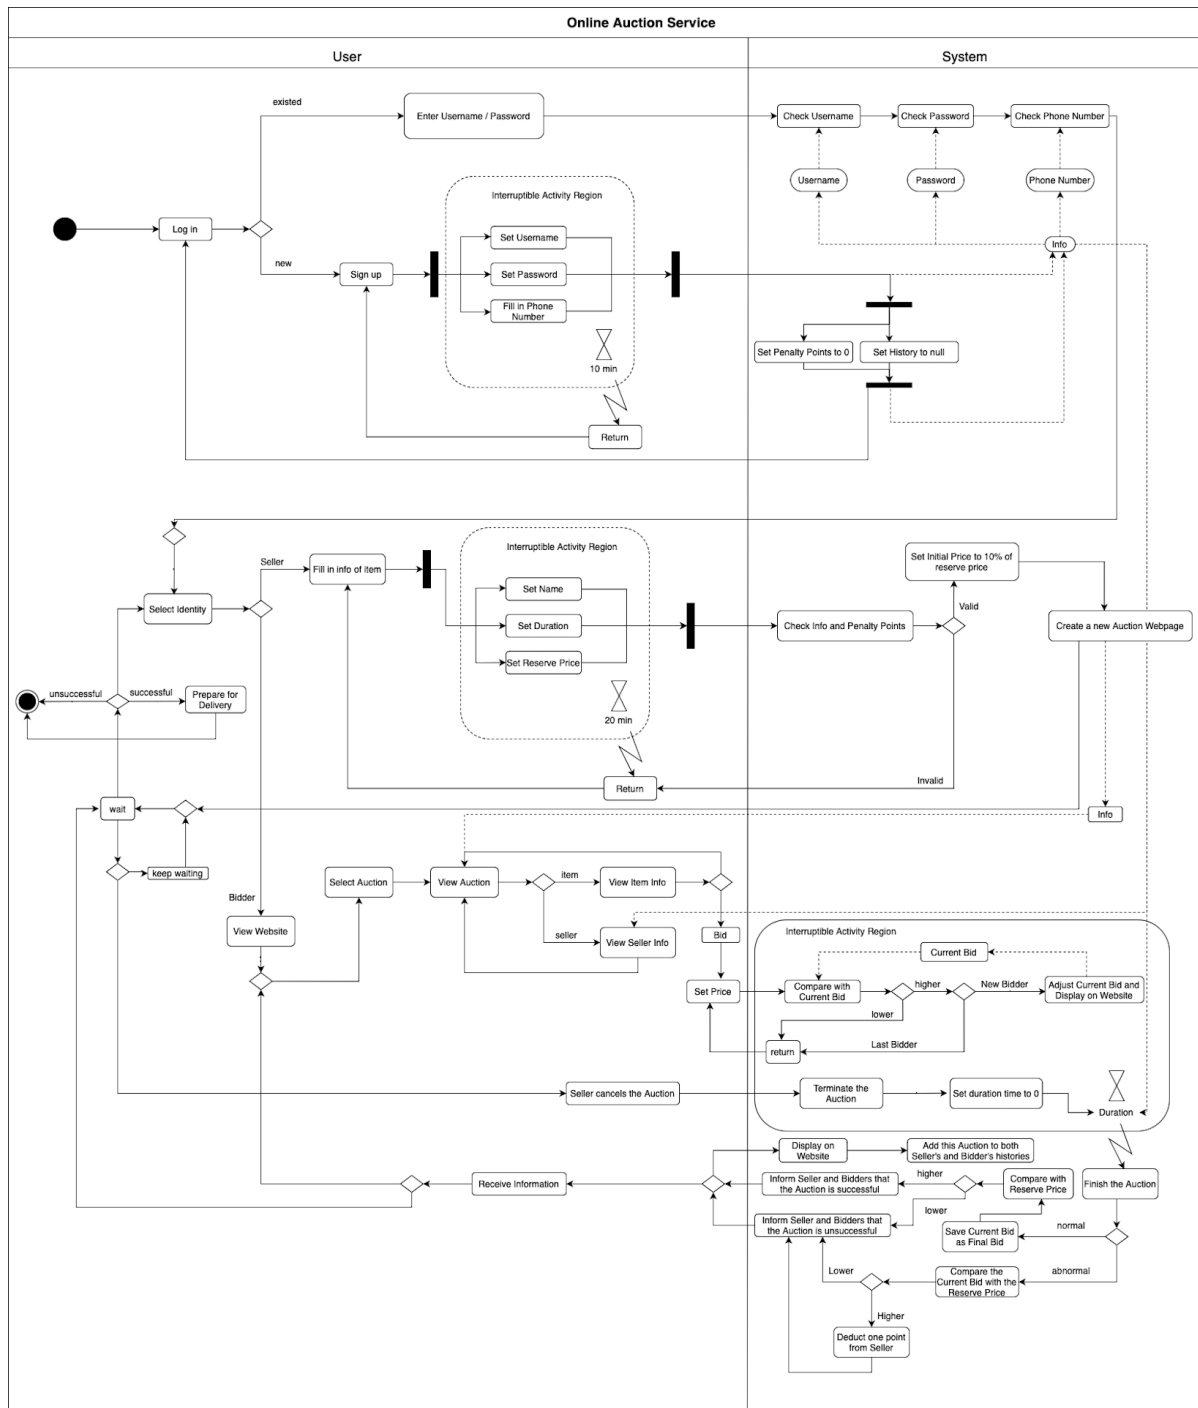 Online Auction Service
User
System
existed
Enter Username / Password
Check Username
Check Password
Check Phone Number
Username
Password
Phone Number
Interruptible Activity Region
Log in
Set Username
Info
new
Sign up
Set Password
Fill in Phone
Number
Set Penalty Points to 0
Set History to null
10 min
Return
Seller
Fill in info of item
Interruptible Activity Region
Set Initial Price to 10% of
reserve price
Select Identity
Set Name
Valid
Set Duration
Check Info and Penalty Points
Create a new Auction Webpage
Set Reserve Price
unsuccessful
successful
Prepare for
Delivery
20 min
Return
Invalid
wait
Info
keep waiting
Select Auction
View Auction
item
View Item Info
Bidder
View Website
seller
View Seller Info
Bid
Interruptible Activity Region
Current Bid
Set Price
Compare with
Current Bid
higher
New Bidder
Adjust Current Bid and
Display on Website
lower
Last Bidder
return
Seller cancels the Auction
Terminate the
Auction
Set duration time to 0
Duration
Display on
Website
Add this Auction to both
Seller's and Bidder's histories
Receive Information
Inform Seller and Bidders that
the Auction is successful
higher
Compare with
Reserve Price
Finish the Auction
lower
Inform Seller and Bidders that
the Auction is unsuccessful
Save Current Bid
as Final Bid
normal
Lower
Compare the
Current Bid with the
Reserve Price
abnormal
Higher
Deduct one point
from Seller